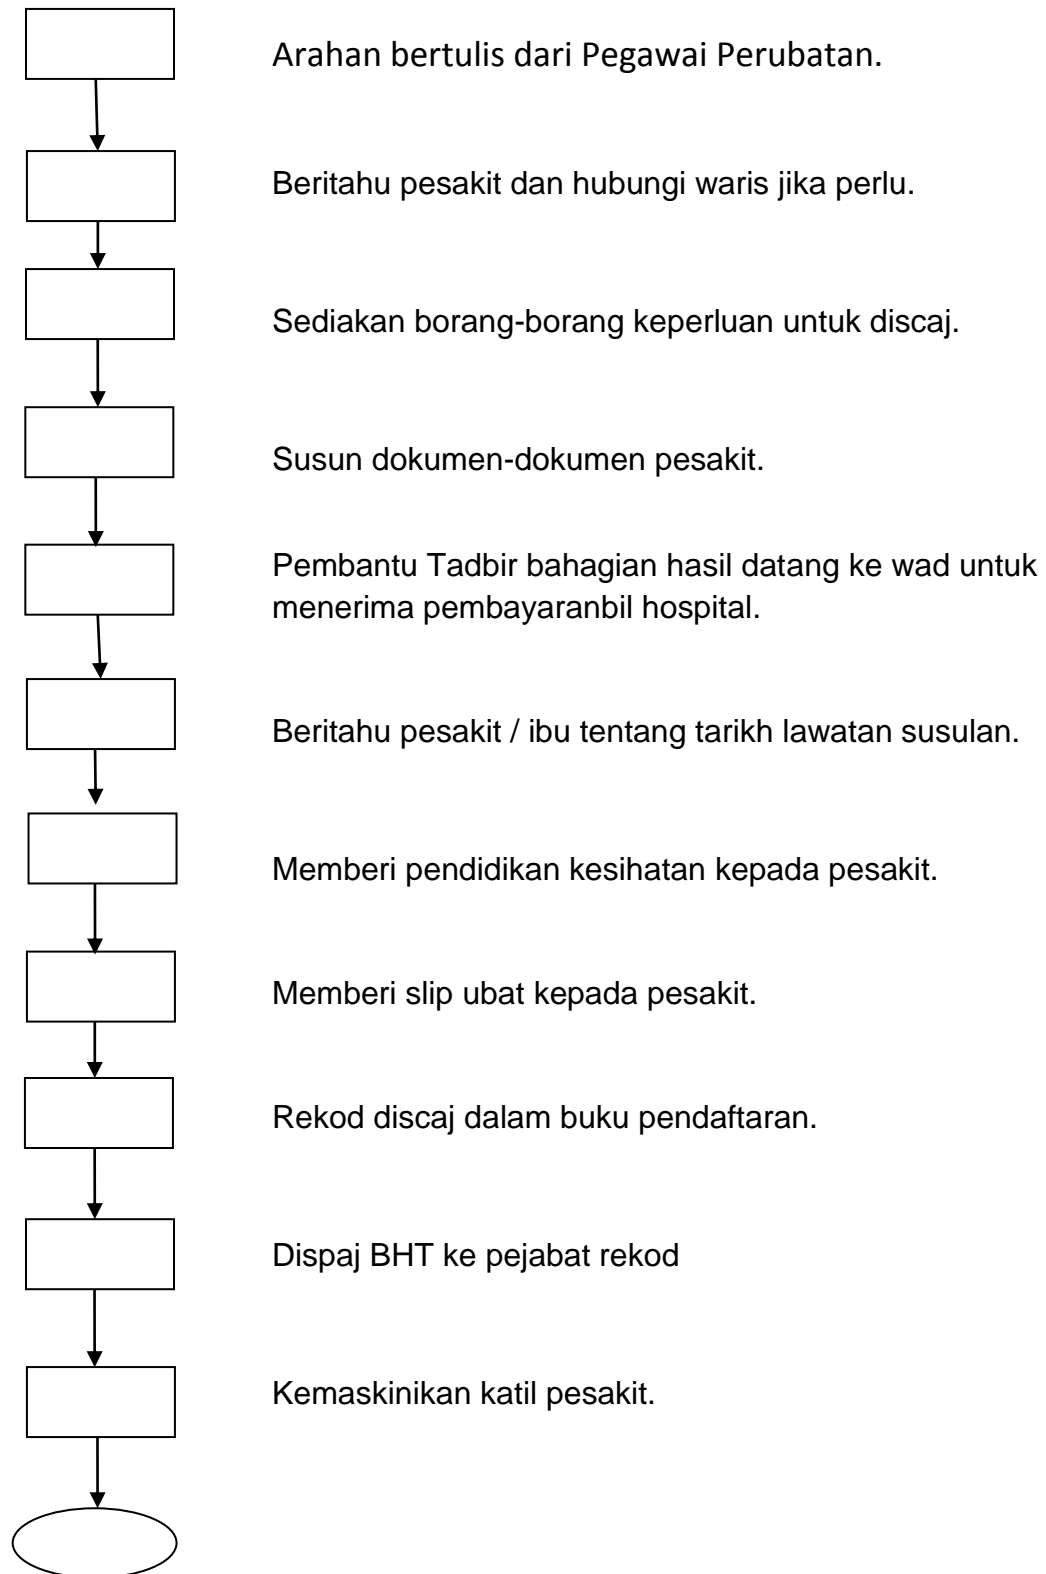 Arahan bertulis dari Pegawai Perubatan.
Beritahu pesakit dan hubungi waris jika perlu.
Sediakan borang-borang keperluan untuk discaj.
Susun dokumen-dokumen pesakit.
Pembantu Tadbir bahagian hasil datang ke wad untuk
menerima pembayaranbil hospital.
Beritahu pesakit / ibu tentang tarikh lawatan susulan.
Memberi pendidikan kesihatan kepada pesakit.
Memberi slip ubat kepada pesakit.
Rekod discaj dalam buku pendaftaran.
Dispaj BHT ke pejabat rekod
Kemaskinikan katil pesakit.